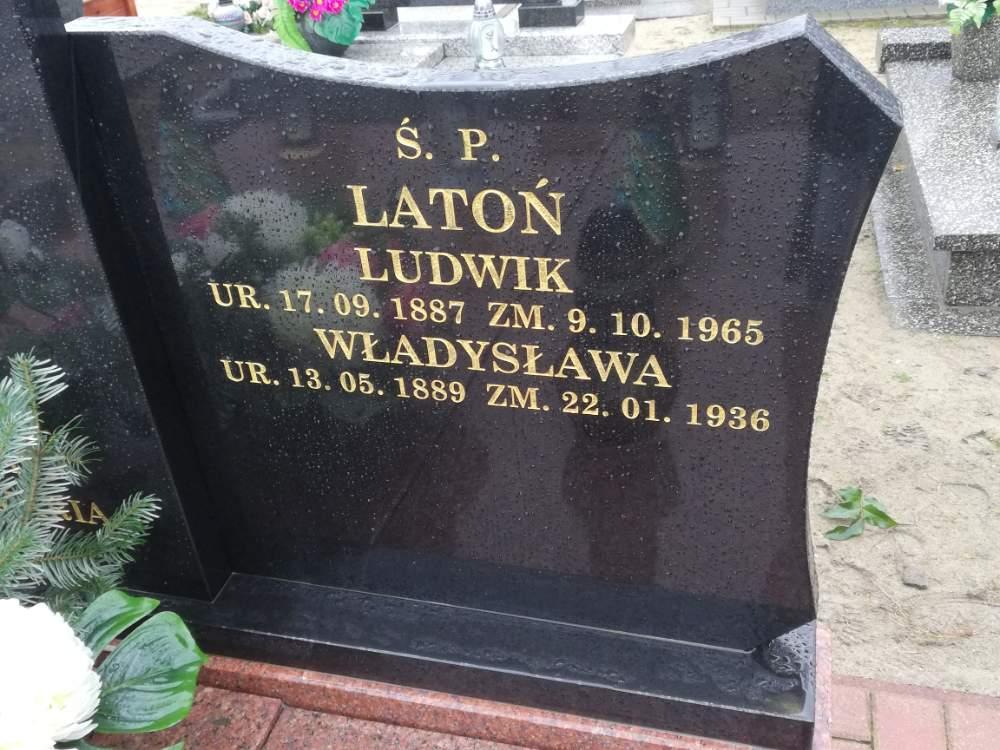 Ś. P.
LATOŃ
LUDWIK
UR. 17. 09. 1887 ZM. 9. 10. 1965
WŁADYSŁAWA
UR. 13. 05. 1889 ZM. 22. 01. 1936